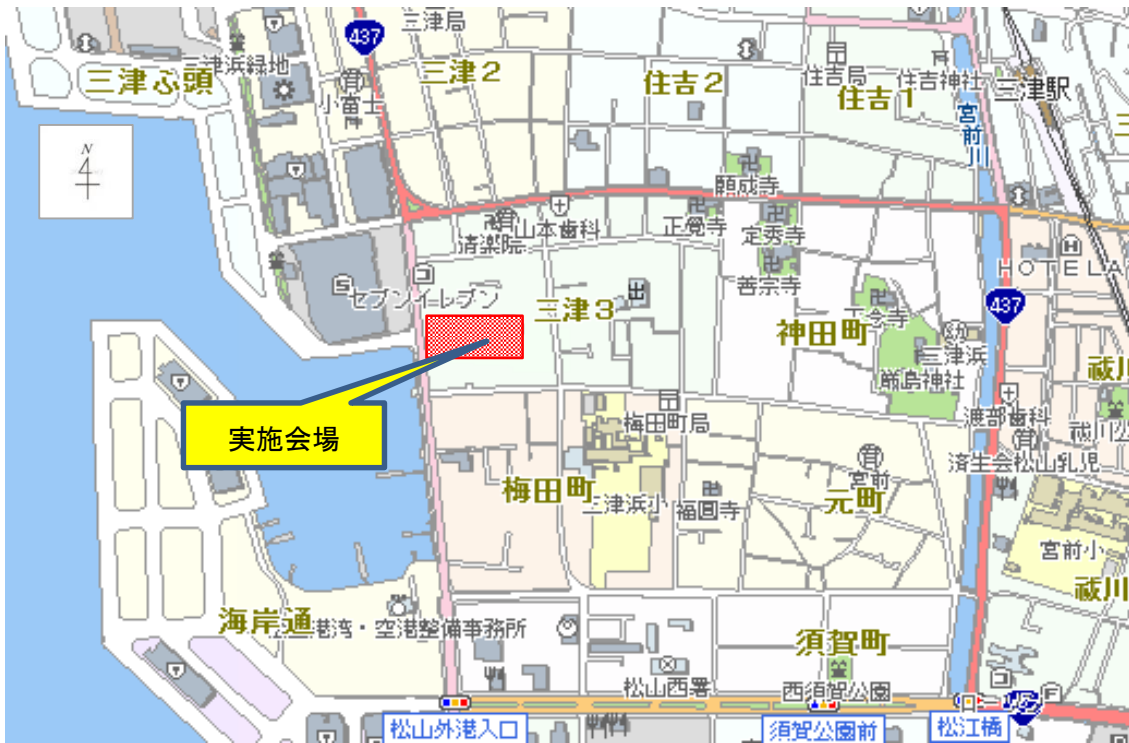 三津局
437
三津浜緑地
三津ふ頭
三津2
住吉2
住吉局
住吉神社
住吉1
三津駅
小富士
宮前川
N
願成寺
清楽院
山本歯科
正覺寺
定秀寺
HOTEL
善宗寺
セブンイレブン
三津3
437
神田町
三津浜
厳島神社
実施会場
梅田町局
渡部歯科
済生会松山乳児
梅田町
三津浜小
福圓寺
宮前
元町
宮前小
海岸通
港湾・空港整備事務所
須賀町
松山西署
西須賀公園
松山外港入口
須賀公園前
松江橋
F